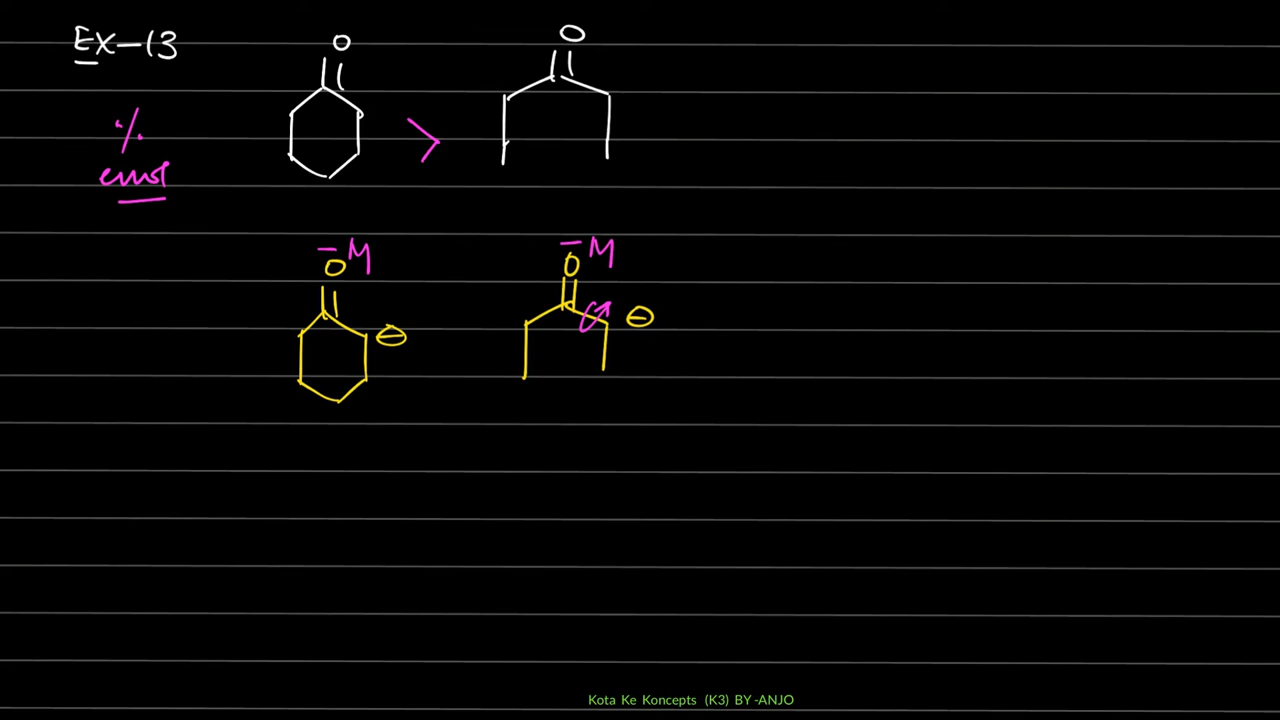 EX-13
O O
%
enol >
-M -M
O O
⊖ ⊖
Kota Ke Koncepts (K3) BY -ANJO